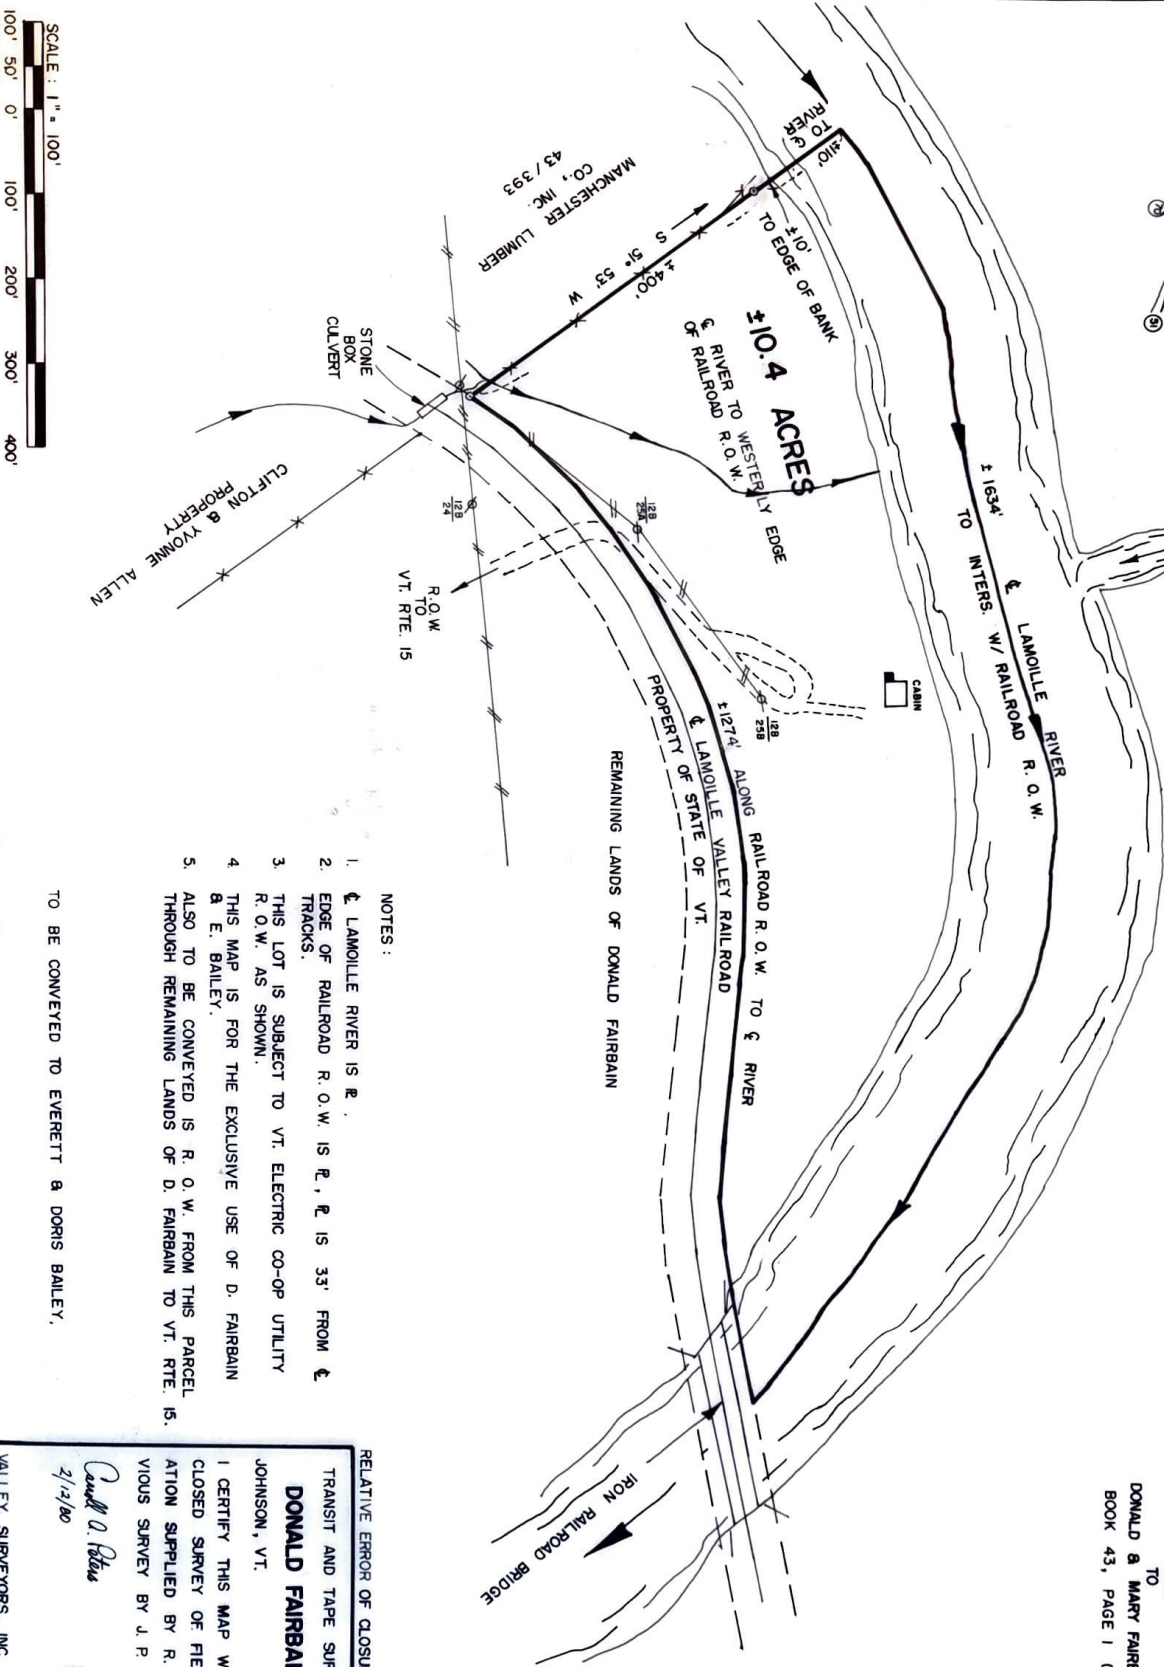 TO
DONALD & MARY
BOOK 43, PAGE 1
70
51
TO
RIVER
±110'
±10'
TO EDGE OF BANK
±10.4 ACRES
℄ RIVER TO WESTERLY EDGE
OF RAILROAD R.O.W.
± 1634' ℄ LAMOILLE RIVER
TO INTERS. W/ RAILROAD R.O.W.
CABIN
S 51° 53' W
±400'
MANCHESTER LUMBER
CO., INC.
43 / 393
STONE
BOX
CULVERT
CLIFTON & YVONNE ALLEN
PROPERTY
12B
24
12B
25A
12B
25B
R.O.W.
TO
VT. RTE. 15
±1274' ALONG RAILROAD R.O.W. TO ℄ RIVER
℄ LAMOILLE VALLEY RAILROAD
PROPERTY OF STATE OF VT.
REMAINING LANDS OF DONALD FAIRBAIN
IRON RAILROAD BRIDGE
SCALE : 1" = 100'
100' 50' 0' 100' 200' 300' 400'
NOTES :
1. ℄ LAMOILLE RIVER IS ⅊ .
2. EDGE OF RAILROAD R.O.W. IS ⅊ , ⅊ IS 33' FROM ℄
TRACKS.
3. THIS LOT IS SUBJECT TO VT. ELECTRIC CO-OP UTILITY
R.O.W. AS SHOWN.
4 THIS MAP IS FOR THE EXCLUSIVE USE OF D. FAIRBAIN
& E. BAILEY.
5. ALSO TO BE CONVEYED IS R.O.W. FROM THIS PARCEL
THROUGH REMAINING LANDS OF D. FAIRBAIN TO VT. RTE. 15.
TO BE CONVEYED TO EVERETT & DORIS BAILEY.
RELATIVE ERROR OF
TRANSIT AND TAPE
DONALD
JOHNSON, VT.
I CERTIFY THIS MAP
CLOSED SURVEY OF
ATION SUPPLIED BY R.
VIOUS SURVEY BY J. P.
2/12/80
VALLEY SURVEYORS, INC.